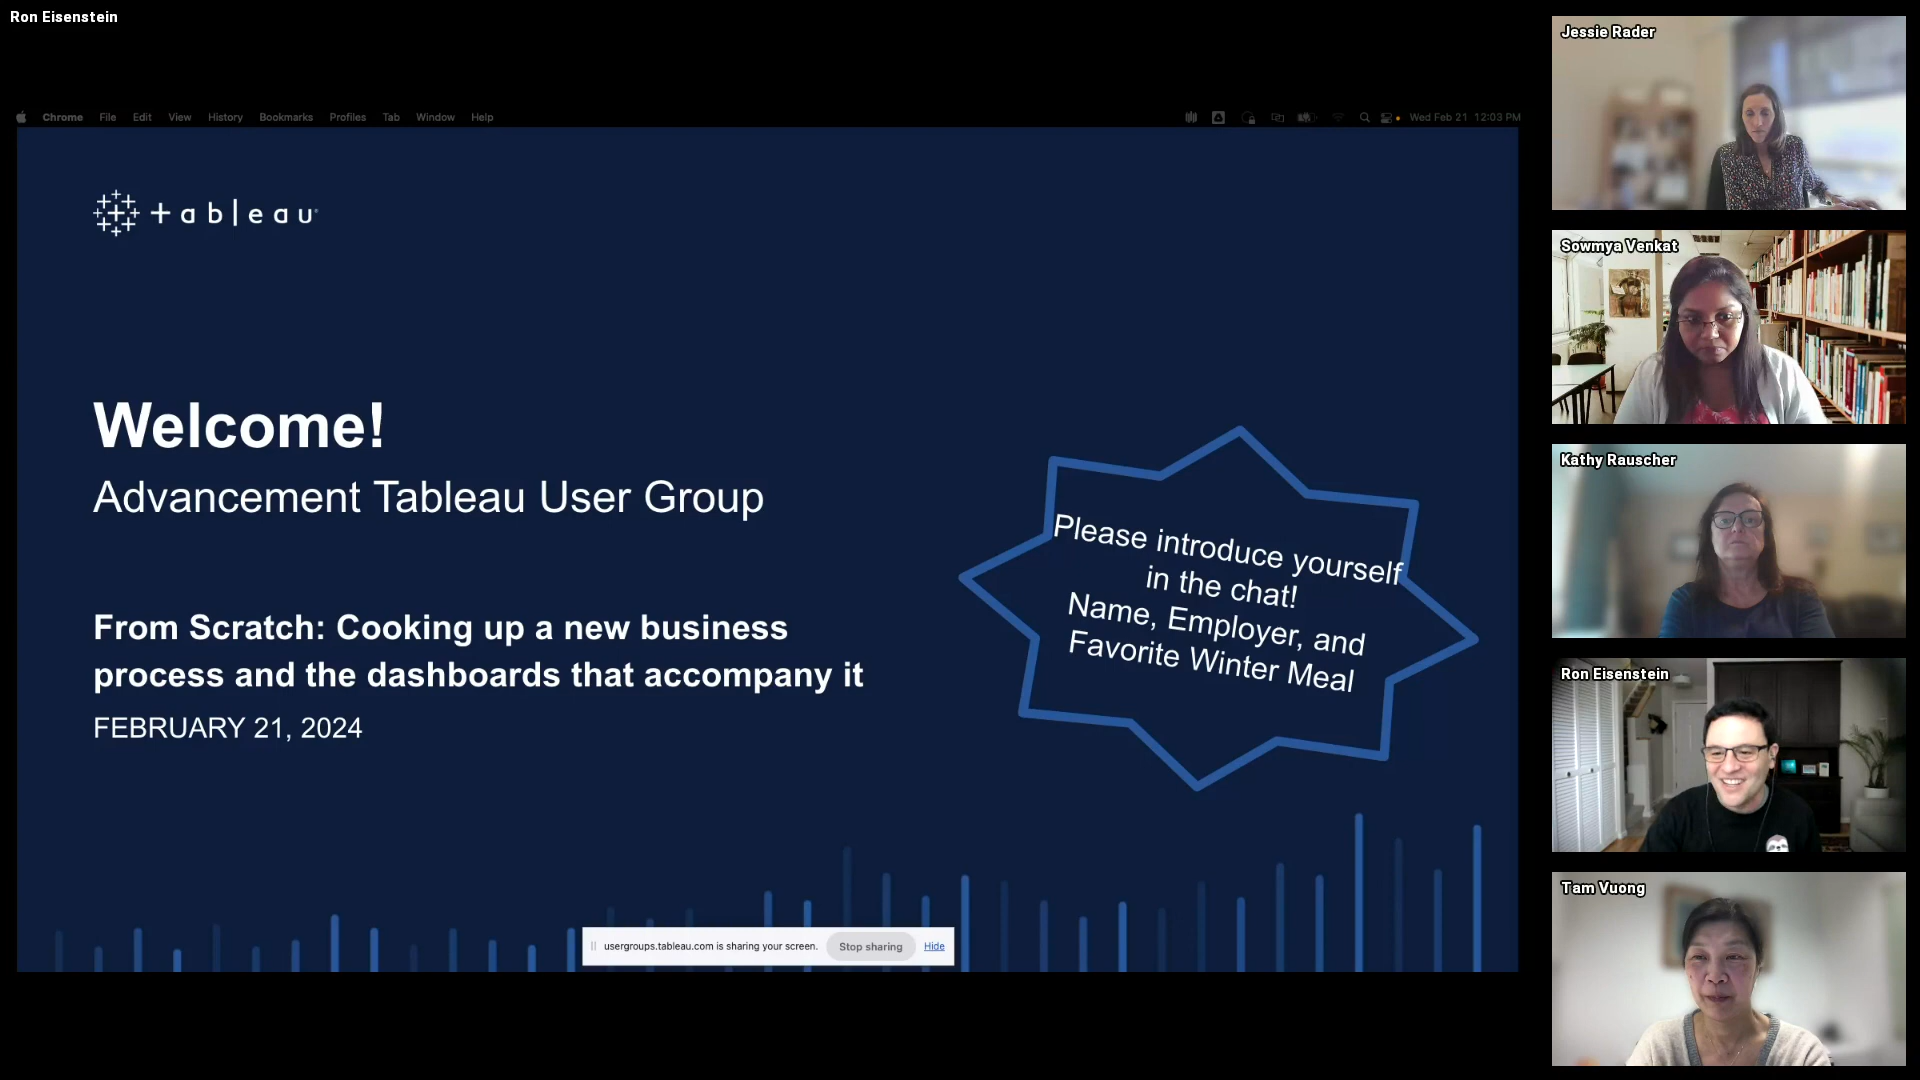 Ron Eisenstein
Chrome File Edit View History Bookmarks Profiles Tab Window Help
Wed Feb 21 12:03 PM
+ableau
Welcome!
Advancement Tableau User Group
From Scratch: Cooking up a new business
process and the dashboards that accompany it
FEBRUARY 21, 2024
Please introduce yourself
in the chat!
Name, Employer, and
Favorite Winter Meal
usergroups.tableau.com is sharing your screen. Stop sharing Hide
Jessie Rader
Sowmya Venkat
Kathy Rauscher
Ron Eisenstein
Tam Vuong